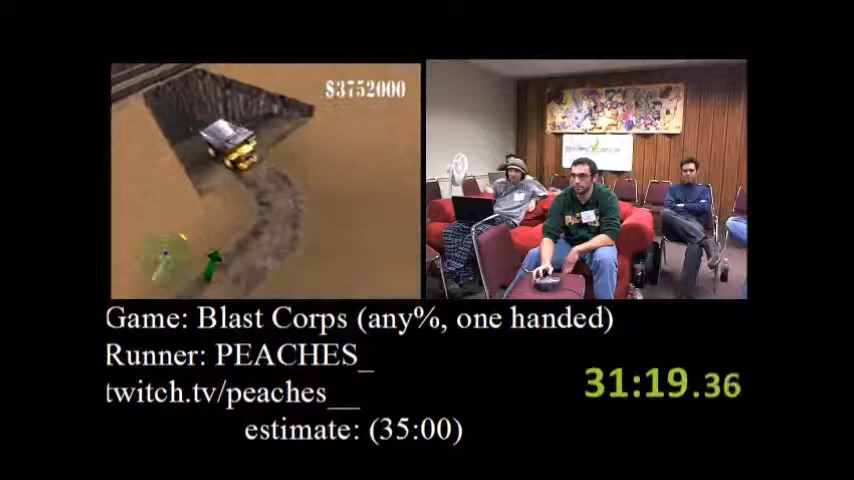 $3752000
Game: Blast Corps (any%, one handed)
Runner: PEACHES_
twitch.tv/peaches__
31:19.36
estimate: (35:00)